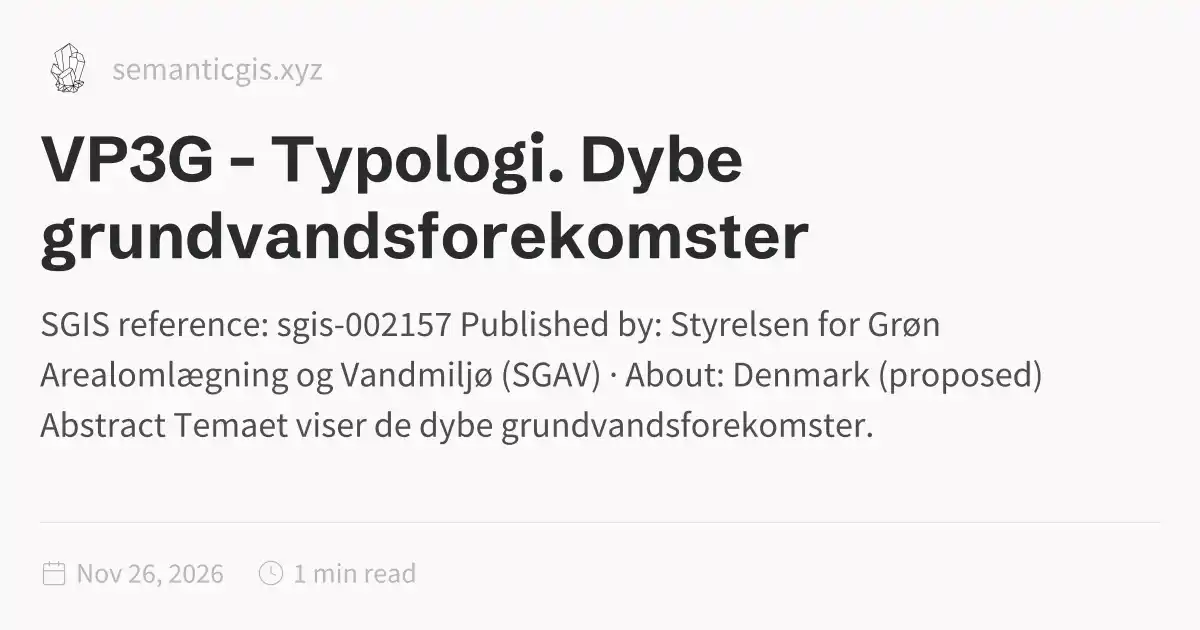 semanticgis.xyz
VP3G - Typologi. Dybe
grundvandsforekomster
SGIS reference: sgis-002157 Published by: Styrelsen for Grøn
Arealomlægning og Vandmiljø (SGAV) · About: Denmark (proposed)
Abstract Temaet viser de dybe grundvandsforekomster.
Nov 26, 2026 1 min read